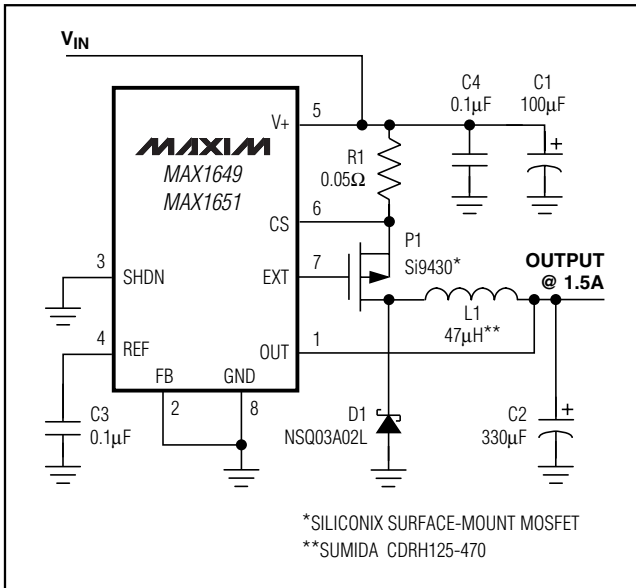 VIN
C4
0.1µF
C1
100µF
+
V+
5
MAXIM
MAX1649
MAX1651
R1
0.05Ω
CS
6
P1
Si9430*
3
SHDN
EXT
7
OUTPUT
@ 1.5A
L1
47µH**
4
REF
OUT
1
FB
GND
2
8
C3
0.1µF
D1
NSQ03A02L
C2
330µF
+
*SILICONIX SURFACE-MOUNT MOSFET
**SUMIDA CDRH125-470